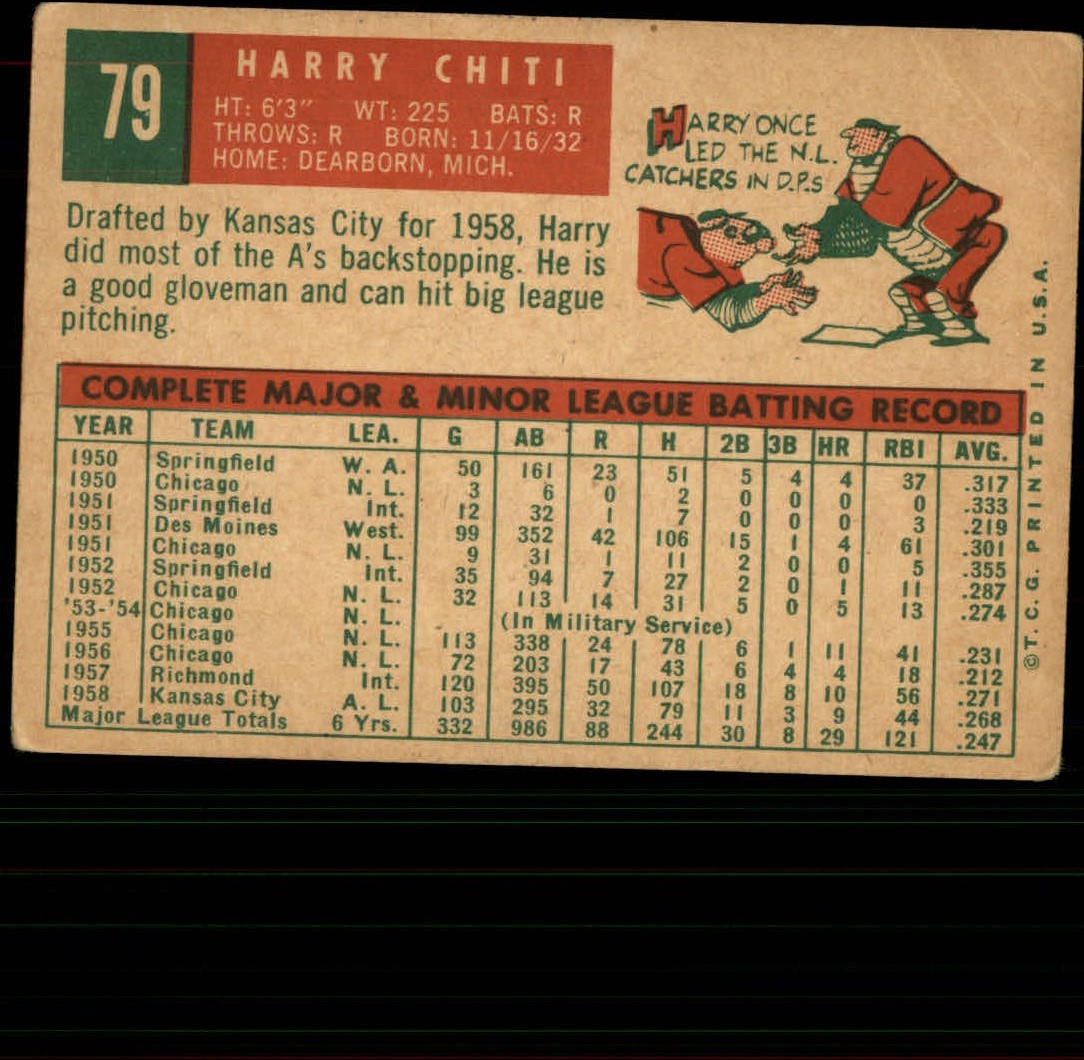 79
HARRY CHITI
HT: 6'3" WT: 225 BATS: R
THROWS: R BORN: 11/16/32
HOME: DEARBORN, MICH.
HARRY ONCE
LED THE N.L.
CATCHERS IN D.P.S
Drafted by Kansas City for 1958, Harry
did most of the A's backstopping. He is
a good gloveman and can hit big league
pitching.
COMPLETE MAJOR & MINOR LEAGUE BATTING RECORD
YEAR TEAM LEA. G AB R H 2B 3B HR RBI AVG.
1950 Springfield W. A. 50 161 23 51 5 4 4 37 .317
1950 Chicago N. L. 3 6 0 2 0 0 0 0 .333
1951 Springfield Int. 12 32 1 7 0 0 0 3 .219
1951 Des Moines West. 99 352 42 106 15 1 4 61 .301
1951 Chicago N. L. 9 31 1 11 2 0 0 5 .355
1952 Springfield Int. 35 94 7 27 2 0 1 11 .287
1952 Chicago N. L. 32 113 14 31 5 0 5 13 .274
'53-'54 Chicago N. L. (In Military Service)
1955 Chicago N. L. 113 338 24 78 6 1 11 41 .231
1956 Chicago N. L. 72 203 17 43 6 4 4 18 .212
1957 Richmond Int. 120 395 50 107 18 8 10 56 .271
1958 Kansas City A. L. 103 295 32 79 11 3 9 44 .268
Major League Totals 6 Yrs. 332 986 88 244 30 8 29 121 .247
©T. C. G. PRINTED IN U.S.A.